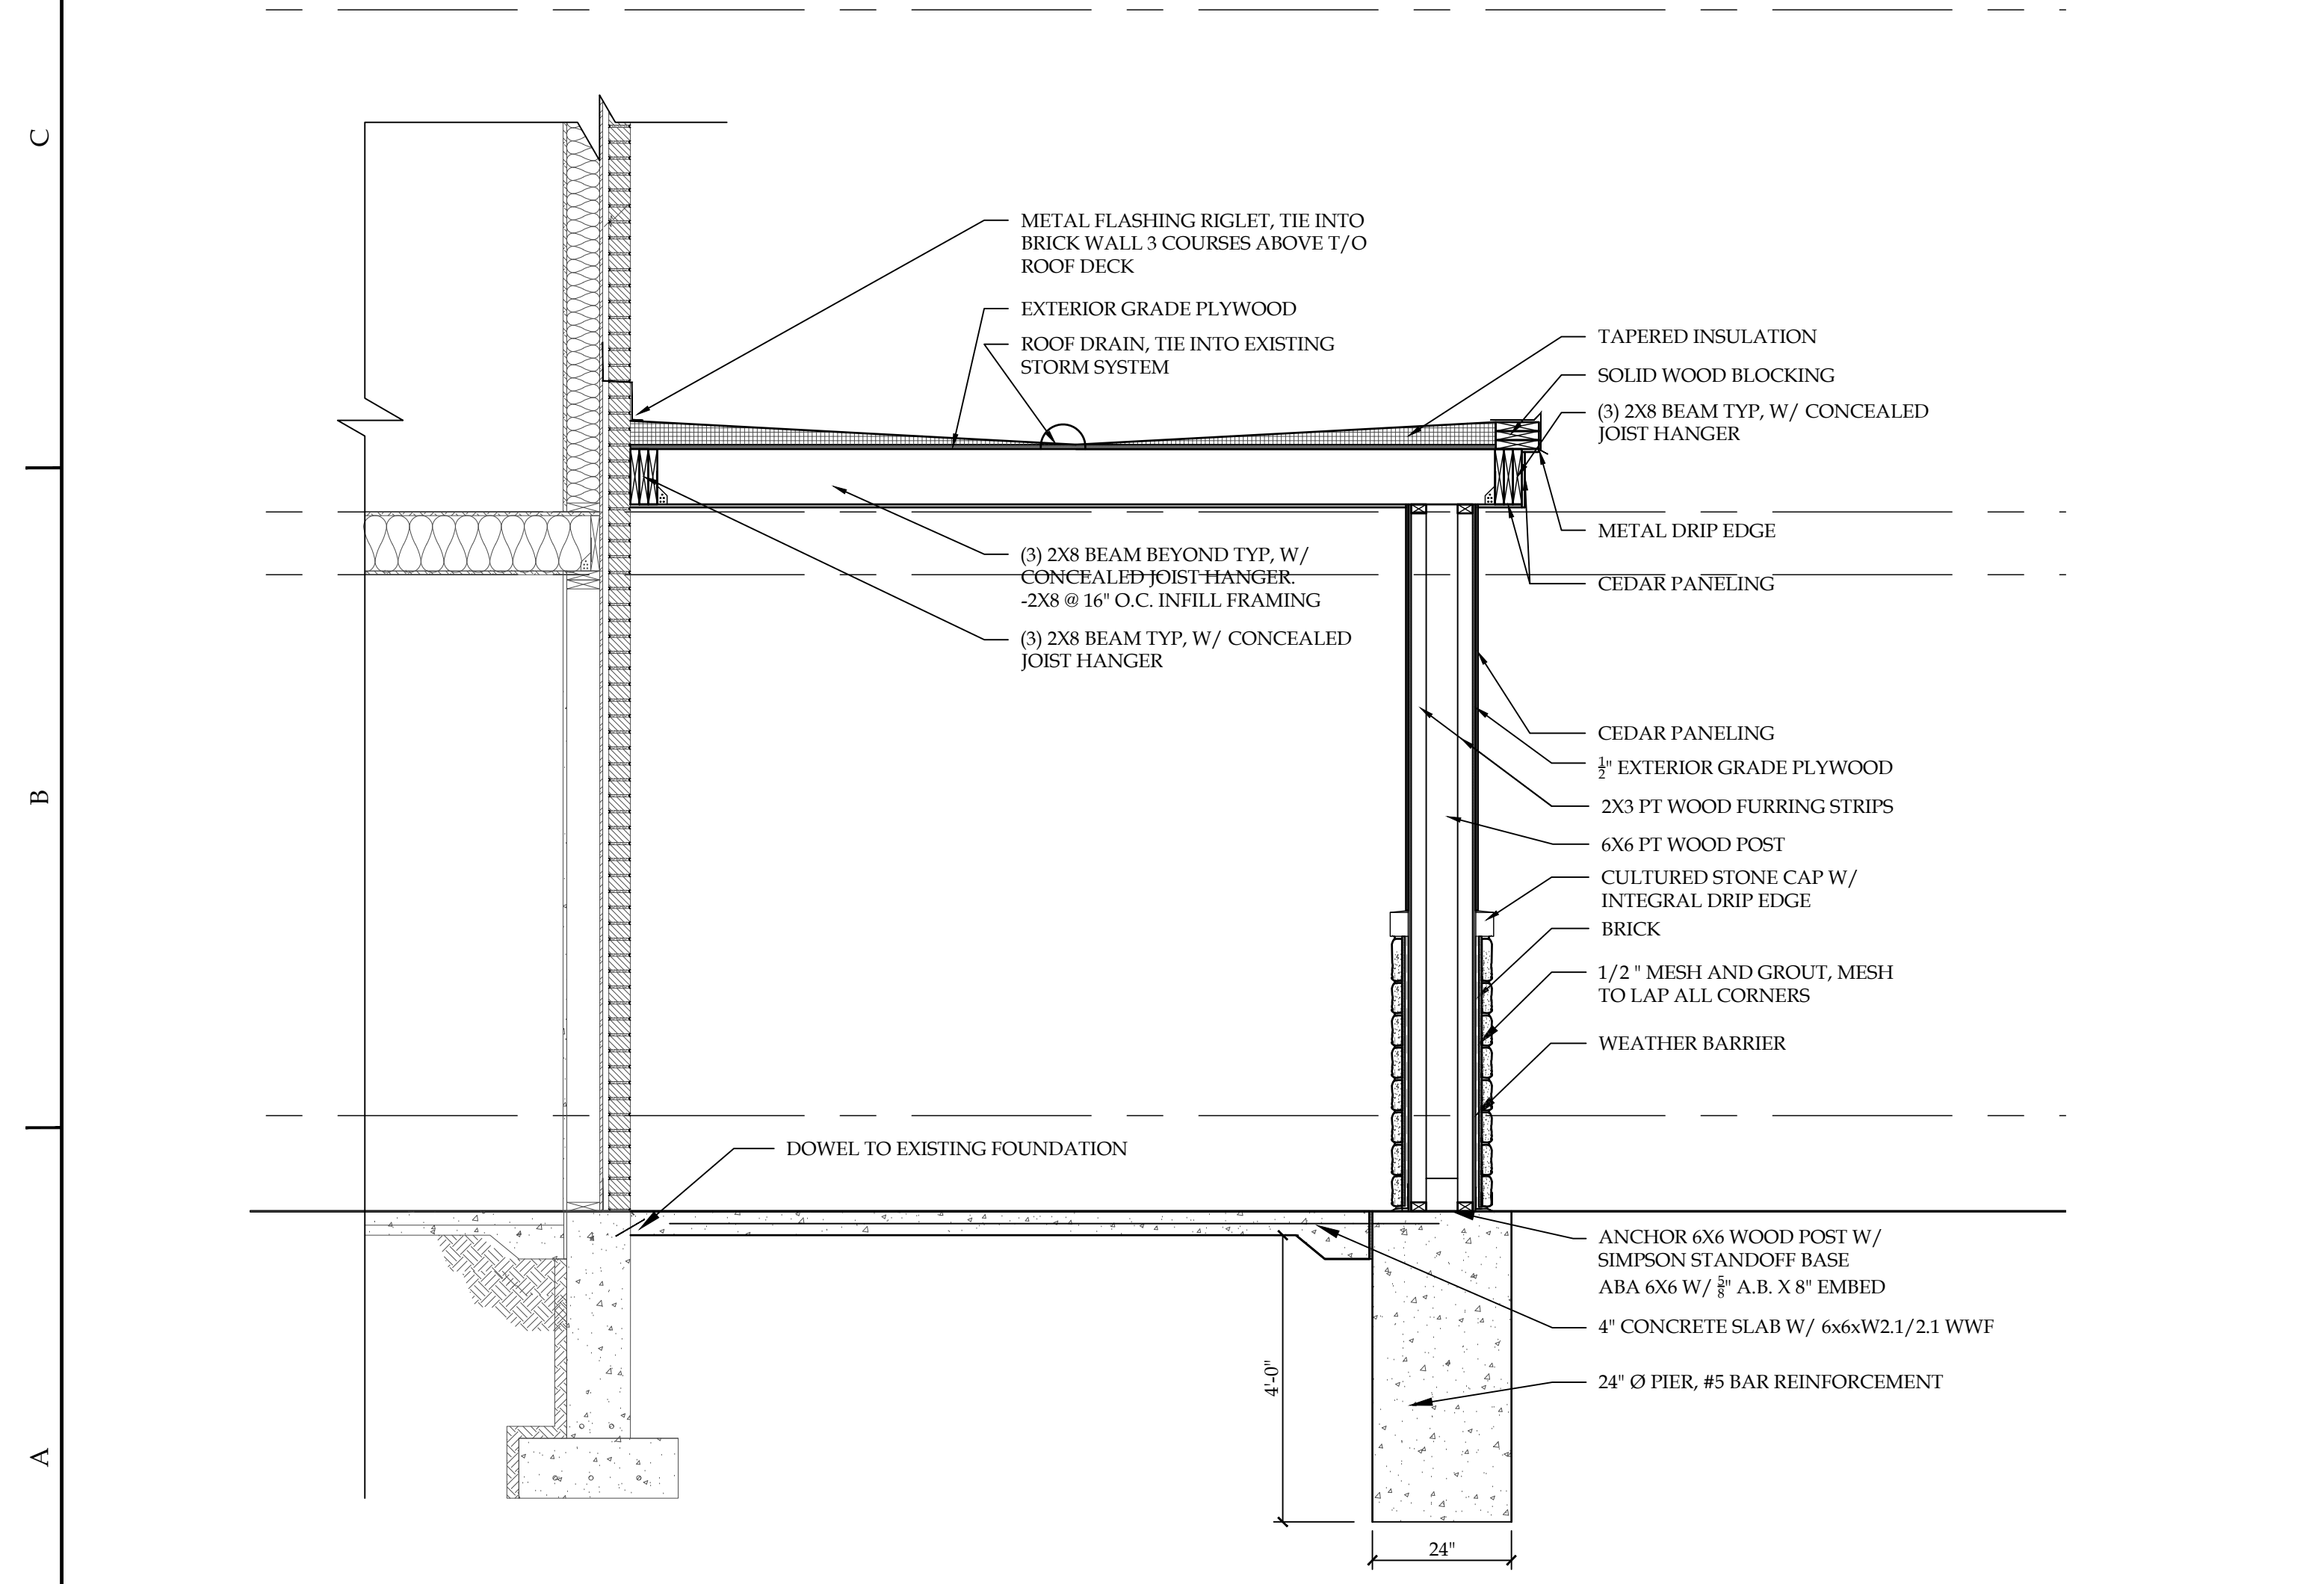 C
METAL FLASHING RIGLET, TIE INTO
BRICK WALL 3 COURSES ABOVE T/O
ROOF DECK
EXTERIOR GRADE PLYWOOD
ROOF DRAIN, TIE INTO EXISTING
STORM SYSTEM
TAPERED INSULATION
SOLID WOOD BLOCKING
(3) 2X8 BEAM TYP, W/ CONCEALED
JOIST HANGER
METAL DRIP EDGE
CEDAR PANELING
(3) 2X8 BEAM BEYOND TYP, W/
CONCEALED JOIST HANGER.
-2X8 @ 16" O.C. INFILL FRAMING
(3) 2X8 BEAM TYP, W/ CONCEALED
JOIST HANGER
B
CEDAR PANELING
1/2" EXTERIOR GRADE PLYWOOD
2X3 PT WOOD FURRING STRIPS
6X6 PT WOOD POST
CULTURED STONE CAP W/
INTEGRAL DRIP EDGE
BRICK
1/2 " MESH AND GROUT, MESH
TO LAP ALL CORNERS
WEATHER BARRIER
DOWEL TO EXISTING FOUNDATION
ANCHOR 6X6 WOOD POST W/
SIMPSON STANDOFF BASE
ABA 6X6 W/ 5/8" A.B. X 8" EMBED
4" CONCRETE SLAB W/ 6x6xW2.1/2.1 WWF
24" Ø PIER, #5 BAR REINFORCEMENT
4'-0"
A
24"